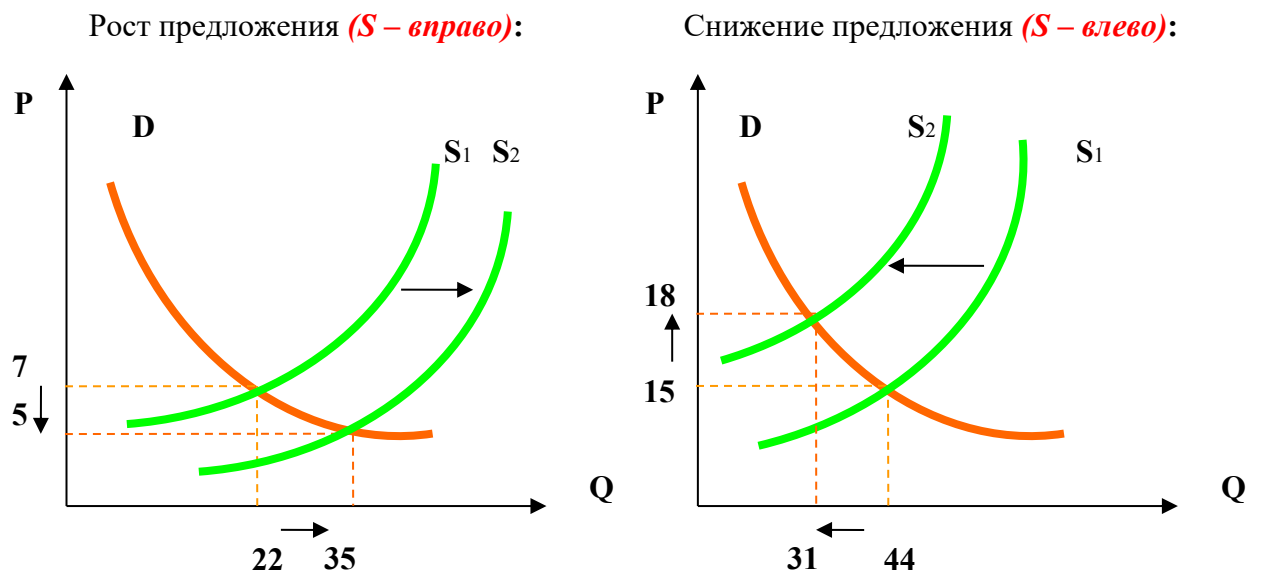 Рост предложения (S – вправо):
P
D
S1 S2
7
5
Q
22 35
Снижение предложения (S – влево):
P
D
S2
S1
18
15
Q
31 44